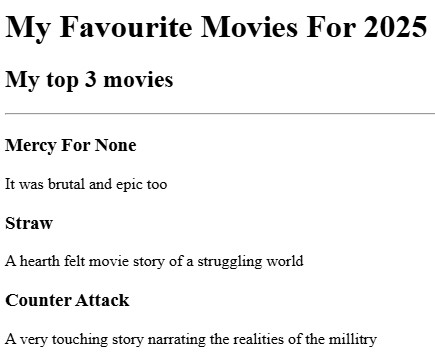 My Favourite Movies For 2025
My top 3 movies
Mercy For None
It was brutal and epic too
Straw
A hearth felt movie story of a struggling world
Counter Attack
A very touching story narrating the realities of the millitry